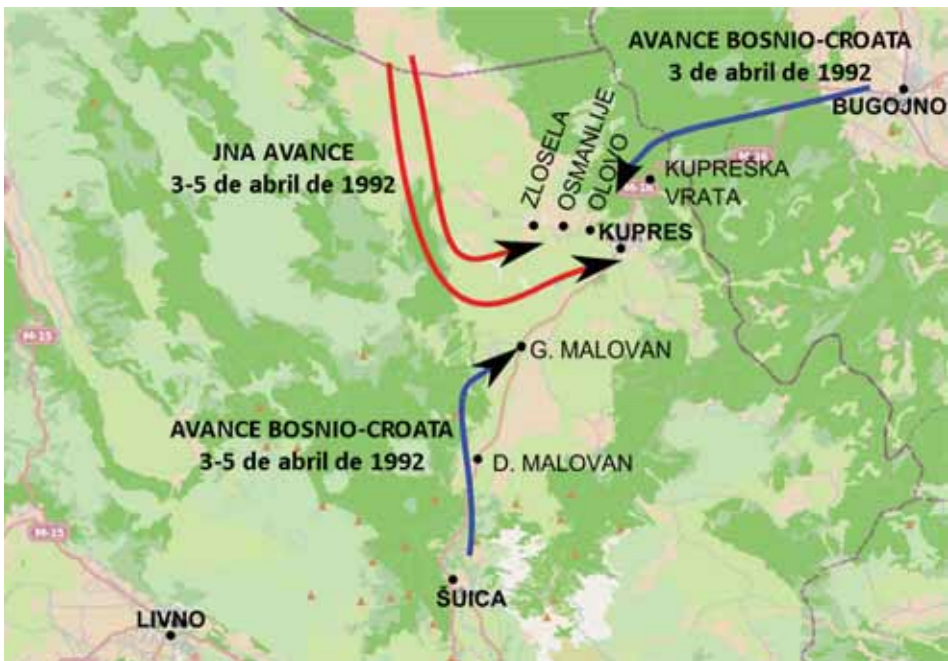 AVANCE BOSNIO-CROATA
3 de abril de 1992
BUGOJNO
JNA AVANCE
3-5 de abril de 1992
ZLOSELA
OSMANLIJE
OLOVO
KUPREŠKA
VRATA
KUPRES
M-15
G. MALOVAN
AVANCE BOSNIO-CROATA
3-5 de abril de 1992
D. MALOVAN
M-15
ŠUICA
LIVNO